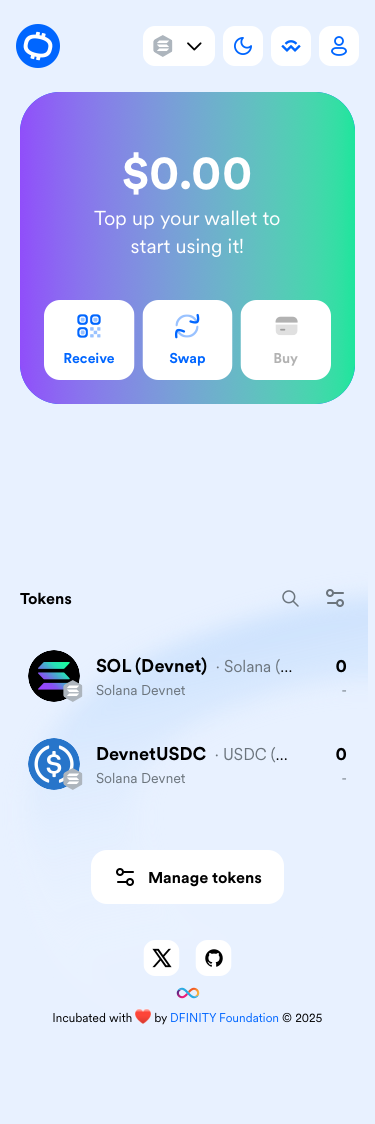 $0.00
Top up your wallet to
start using it!
Receive
Swap
Buy
Tokens
SOL (Devnet) · Solana (...
0
Solana Devnet
-
DevnetUSDC · USDC (...
0
Solana Devnet
-
Manage tokens
Incubated with ❤️ by DFINITY Foundation © 2025